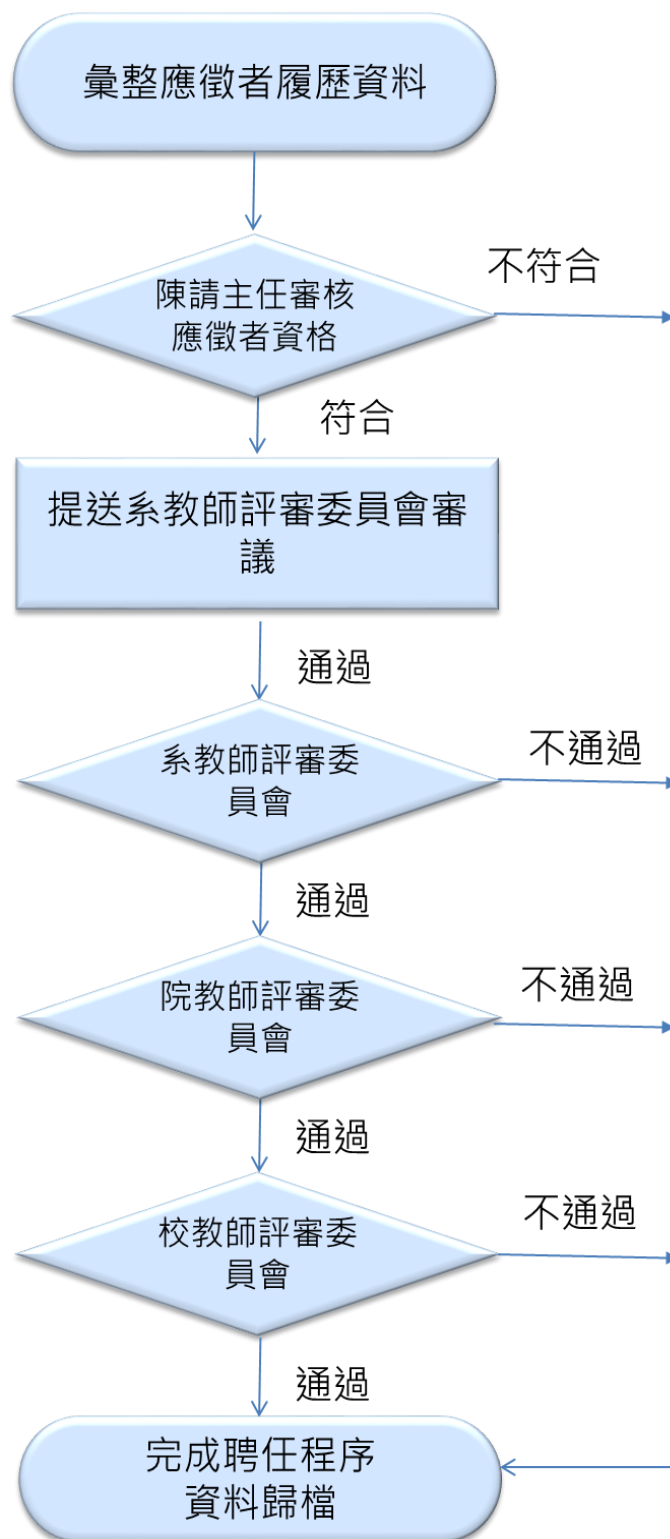 彙整應徵者履歷資料
陳請主任審核
應徵者資格
不符合
符合
提送系教師評審委員會審
議
通過
系教師評審委
員會
不通過
通過
院教師評審委
員會
不通過
通過
校教師評審委
員會
不通過
通過
完成聘任程序
資料歸檔